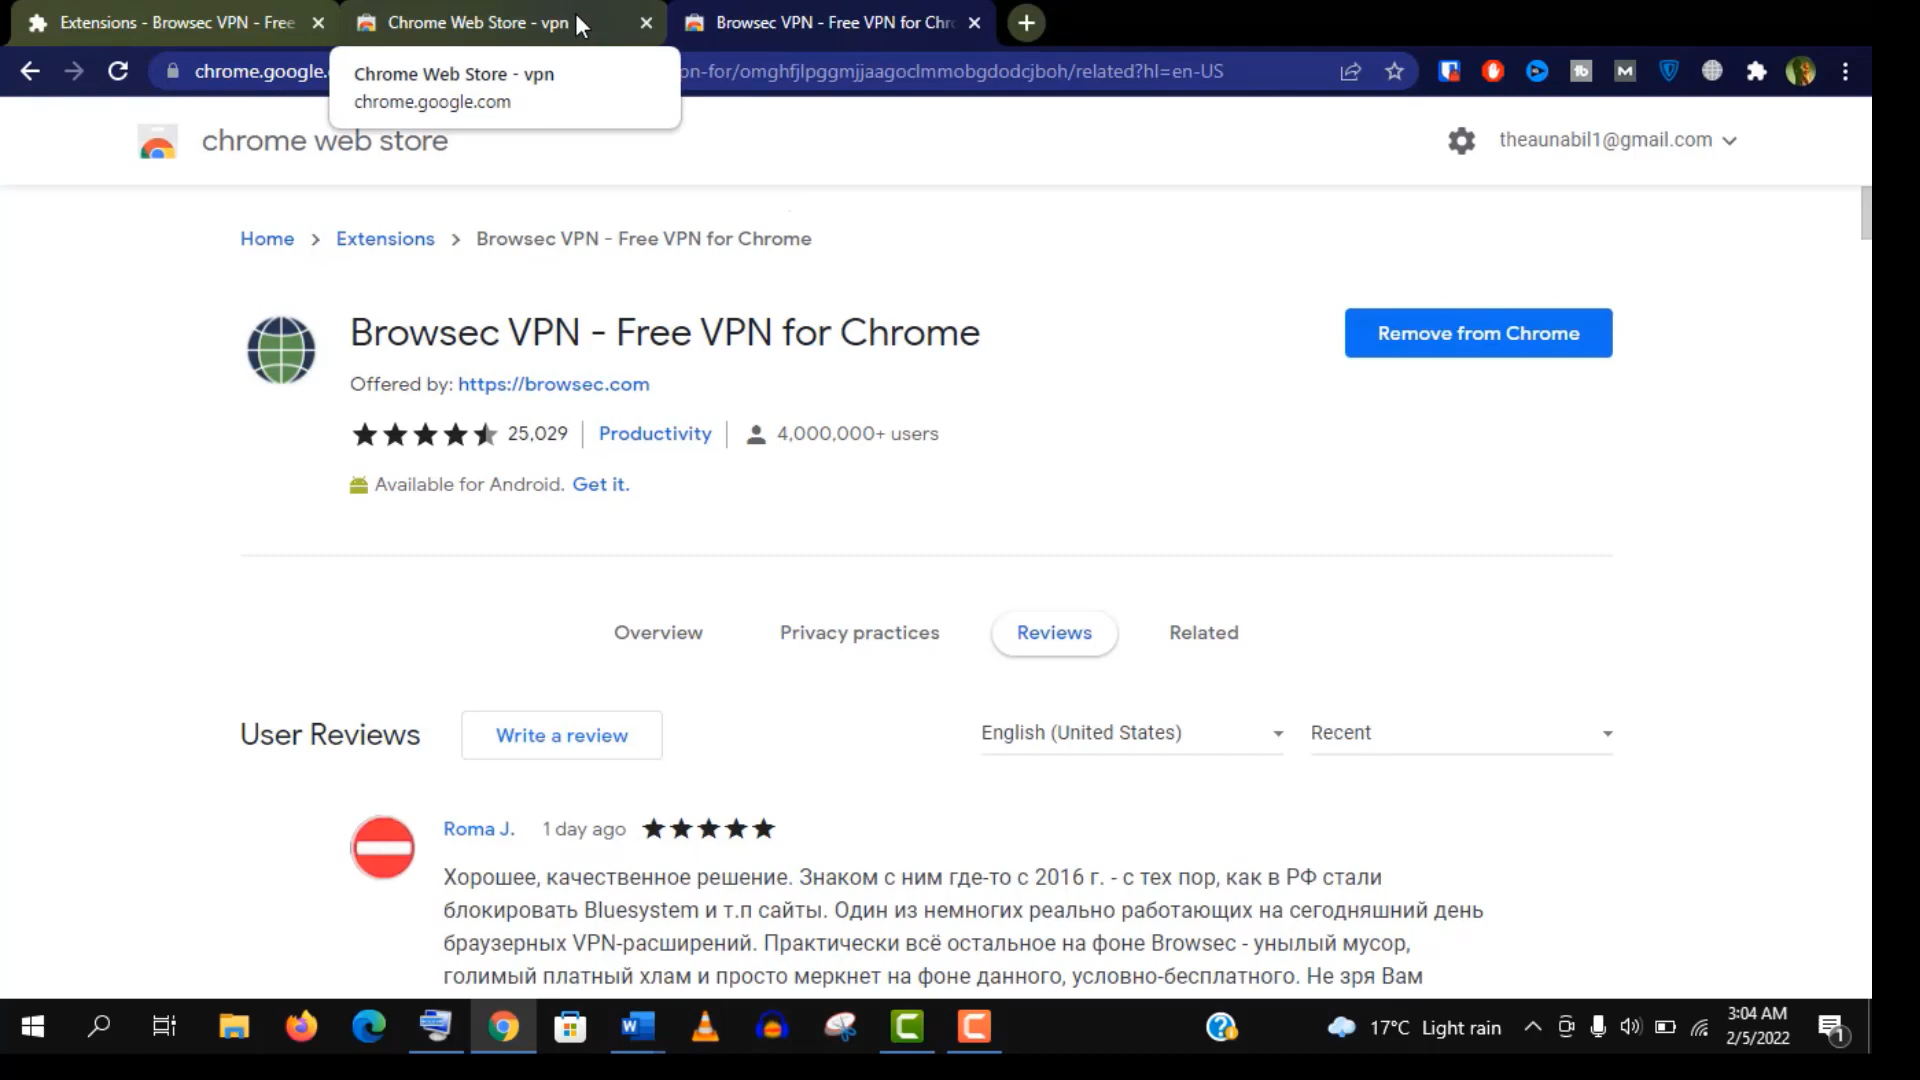 Extensions - Browsec VPN - Free
Chrome Web Store - vpn
Browsec VPN - Free VPN for Chr
chrome.google.
Chrome Web Store - vpn
chrome.google.com
pn-for/omghfjlpggmjjaagoclmmobgdodcjboh/related?hl=en-US
chrome web store
theaunabil1@gmail.com
Home > Extensions > Browsec VPN - Free VPN for Chrome
Browsec VPN - Free VPN for Chrome
Remove from Chrome
Offered by: https://browsec.com
25,029 Productivity 4,000,000+ users
Available for Android. Get it.
Overview Privacy practices Reviews Related
User Reviews Write a review English (United States) Recent
Roma J. 1 day ago
Хорошее, качественное решение. Знаком с ним где-то с 2016 г. - с тех пор, как в РФ стали
блокировать Bluesystem и т.п сайты. Один из немногих реально работающих на сегодняшний день
браузерных VPN-расширений. Практически всё остальное на фоне Browsec - унылый мусор,
голимый платный хлам и просто меркнет на фоне данного, условно-бесплатного. Не зря Вам
17°C Light rain
3:04 AM
2/5/2022
1